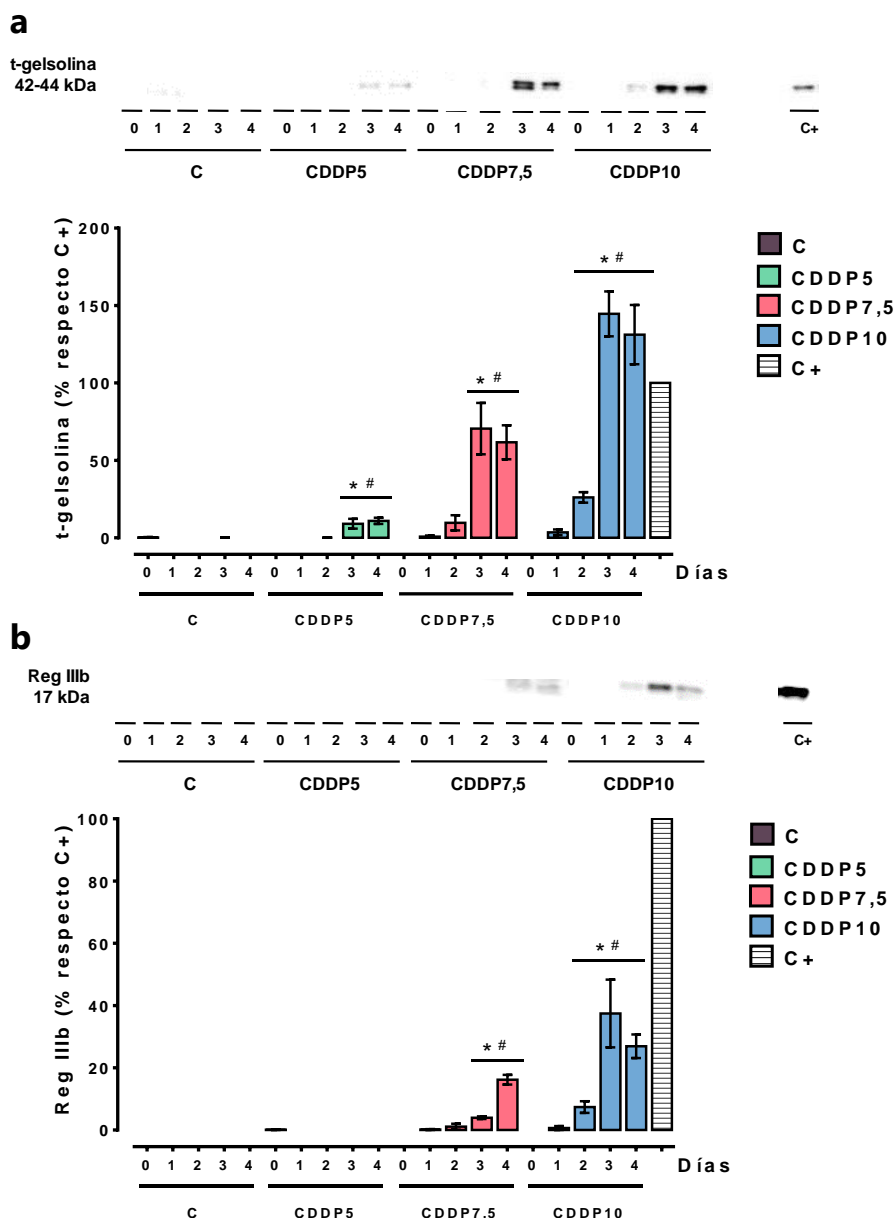 a
t-gelsolina
42-44 kDa
0 1 2 3 4 0 1 2 3 4 0 1 2 3 4 0 1 2 3 4 C+
C CDDP5 CDDP7,5 CDDP10
t-gelsolina (% respecto C+)
200
150
100
50
0
* # * # * #
C
CDDP5
CDDP7,5
CDDP10
C+
0 1 2 3 4 0 1 2 3 4 0 1 2 3 4 0 1 2 3 4 Días
C CDDP5 CDDP7,5 CDDP10
b
Reg IIIb
17 kDa
0 1 2 3 4 0 1 2 3 4 0 1 2 3 4 0 1 2 3 4 C+
C CDDP5 CDDP7,5 CDDP10
Reg IIIb (% respecto C+)
100
80
60
40
20
0
* # * #
C
CDDP5
CDDP7,5
CDDP10
C+
0 1 2 3 4 0 1 2 3 4 0 1 2 3 4 0 1 2 3 4 Días
C CDDP5 CDDP7,5 CDDP10